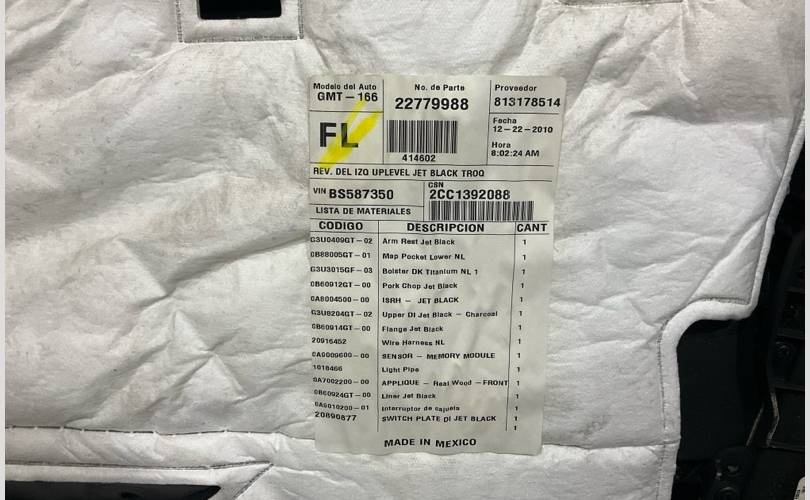 Modelo del Auto
GMT-166
No. de Parte
22779988
Proveedor
813178514
FL
414602
Fecha
12-22-2010
Hora
8:02:24 AM
REV. DEL IZQ UPLEVEL JET BLACK TROQ
VIN BS587350
CSN
2CC1392088
LISTA DE MATERIALES
CODIGO DESCRIPCION CANT
G3U0409GT-02 Arm Rest Jet Black 1
0B88005GT-01 Map Pocket Lower NL 1
G3U3015GF-03 Bolster DK Titanium NL 1 1
0B60912GT-00 Pork Chop Jet Black 1
0A8004500-00 ISRH - JET BLACK 1
G3U6204GT-02 Upper DI Jet Black - Charcoal 1
0B60914GT-00 Flange Jet Black 1
20916452 Wire Harness NL 1
0A9009600-00 SENSOR - MEMORY MODULE 1
1018466 Light Pipe 1
0A7002200-00 APPLIQUE - Real Wood -FRONT 1
0B60924GT-00 Liner Jet Black 1
0A9010200-01 Interruptor de cajuela 1
20890877 SWITCH PLATE DI JET BLACK 1
1
MADE IN MEXICO